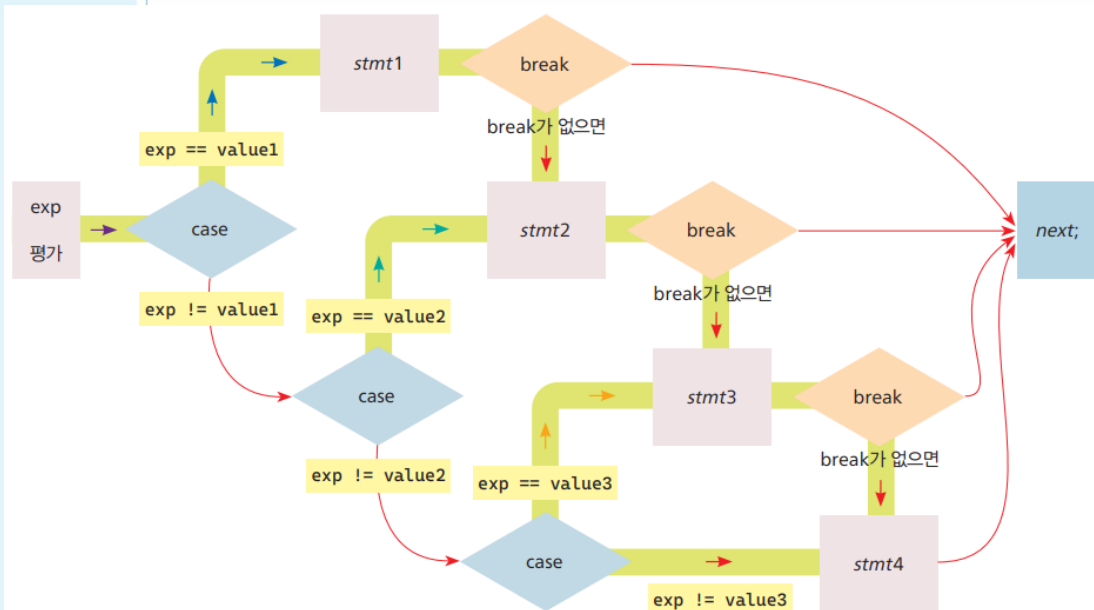 stmt1
break
break가 없으면
exp == value1
exp
평가
case
stmt2
break
next;
exp != value1
exp == value2
break가 없으면
case
stmt3
break
exp != value2
exp == value3
break가 없으면
case
stmt4
exp != value3